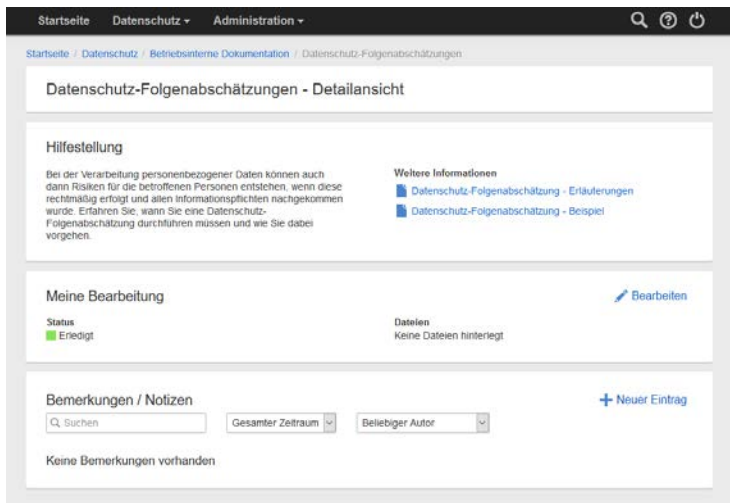 Startseite Datenschutz Administration
Startseite / Datenschutz / Betriebsinterne Dokumentation / Datenschutz-Folgenabschätzungen
Datenschutz-Folgenabschätzungen - Detailansicht
Hilfestellung
Bei der Verarbeitung personenbezogener Daten können auch
dann Risiken für die betroffenen Personen entstehen, wenn diese
rechtmäßig erfolgt und allen Informationspflichten nachgekommen
wurde. Erfahren Sie, wann Sie eine Datenschutz-
Folgenabschätzung durchführen müssen und wie Sie dabei
vorgehen.
Weitere Informationen
Datenschutz-Folgenabschätzung - Erläuterungen
Datenschutz-Folgenabschätzung - Beispiel
Meine Bearbeitung
Bearbeiten
Status
Erledigt
Dateien
Keine Dateien hinterlegt
Bemerkungen / Notizen
Neuer Eintrag
Suchen
Gesamter Zeitraum
Beliebiger Autor
Keine Bemerkungen vorhanden